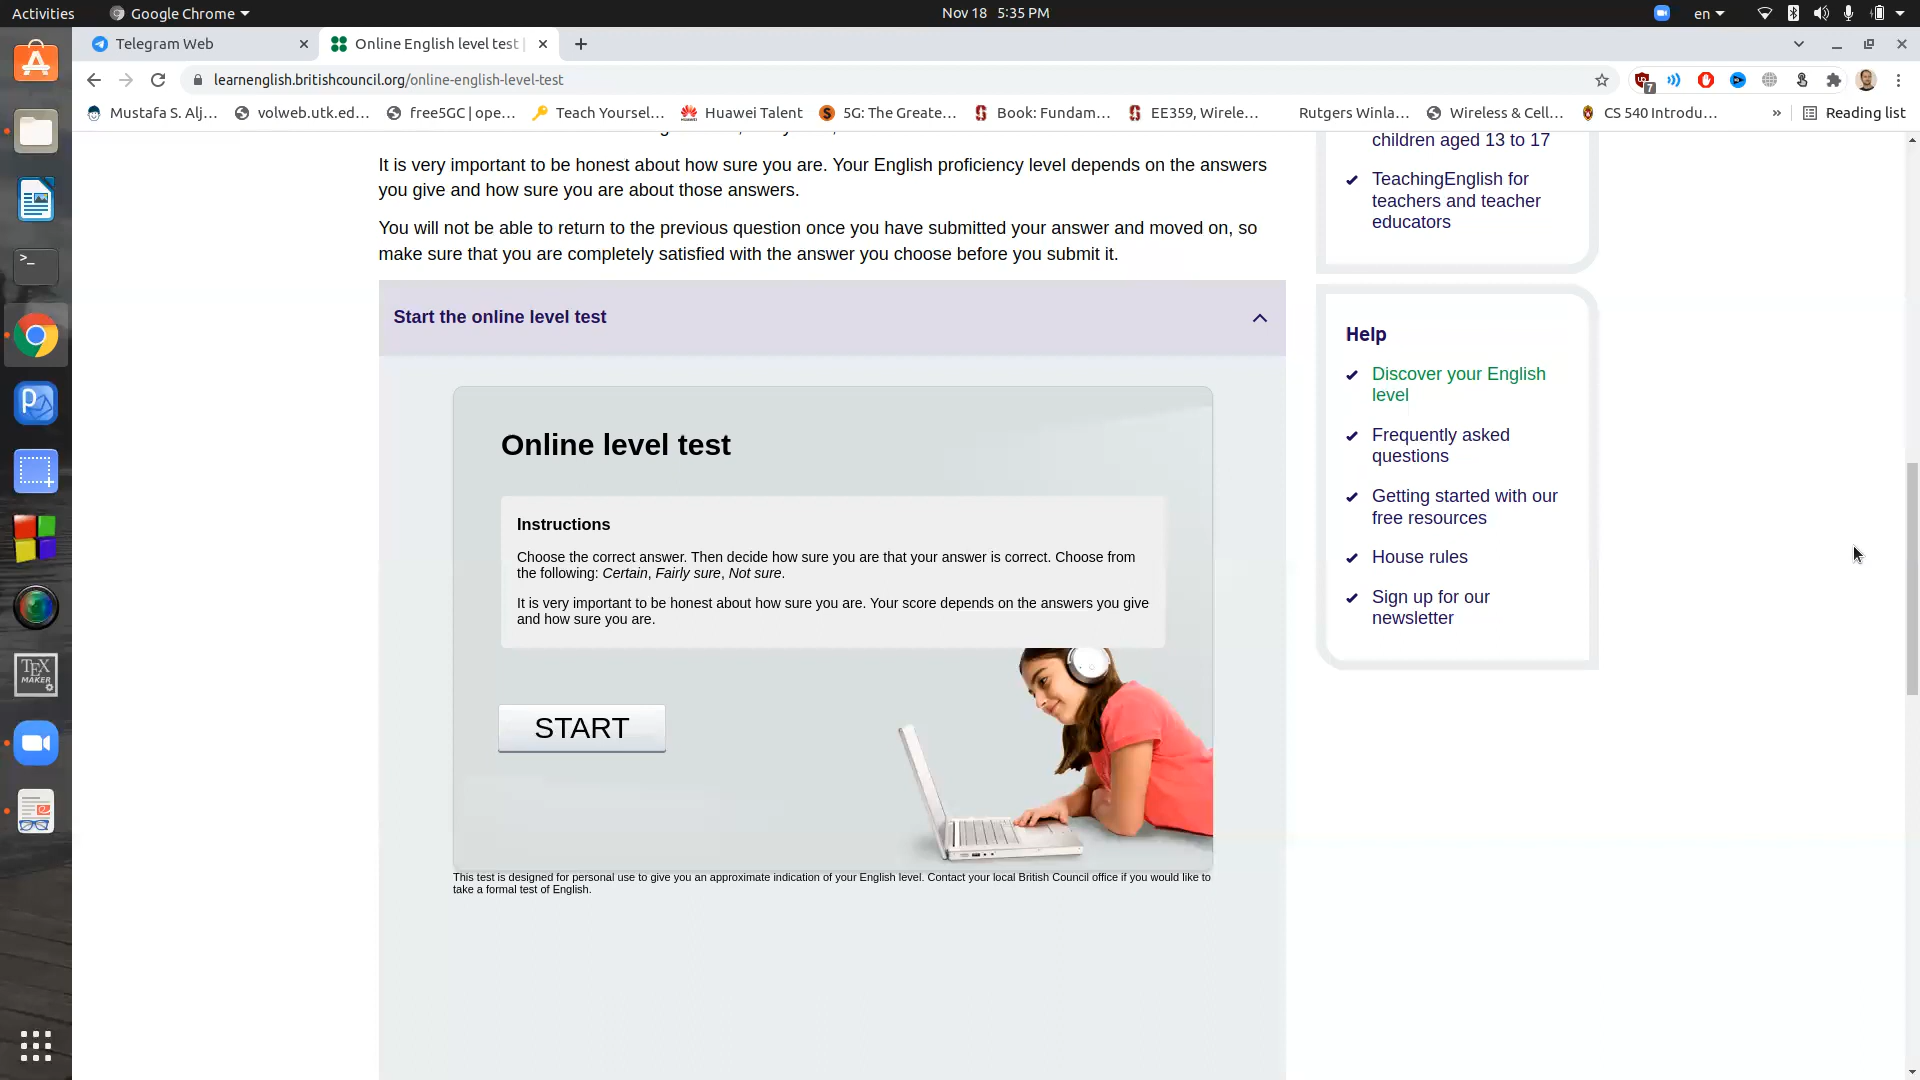 Activities
Google Chrome
Nov 18 5:35 PM
en
Telegram Web
Online English level test |
learnenglish.britishcouncil.org/online-english-level-test
7
Mustafa S. Alj...
volweb.utk.ed...
free5GC | ope...
Teach Yoursel...
Huawei Talent
5G: The Greate...
Book: Fundam...
EE359, Wirele...
Rutgers Winla...
Wireless & Cell...
CS 540 Introdu...
»
Reading list
It is very important to be honest about how sure you are. Your English proficiency level depends on the answers
you give and how sure you are about those answers.
You will not be able to return to the previous question once you have submitted your answer and moved on, so
make sure that you are completely satisfied with the answer you choose before you submit it.
Start the online level test
Online level test
Instructions
Choose the correct answer. Then decide how sure you are that your answer is correct. Choose from
the following: Certain, Fairly sure, Not sure.
It is very important to be honest about how sure you are. Your score depends on the answers you give
and how sure you are.
START
This test is designed for personal use to give you an approximate indication of your English level. Contact your local British Council office if you would like to
take a formal test of English.
children aged 13 to 17
TeachingEnglish for
teachers and teacher
educators
Help
Discover your English
level
Frequently asked
questions
Getting started with our
free resources
House rules
Sign up for our
newsletter
TEX
MAKER